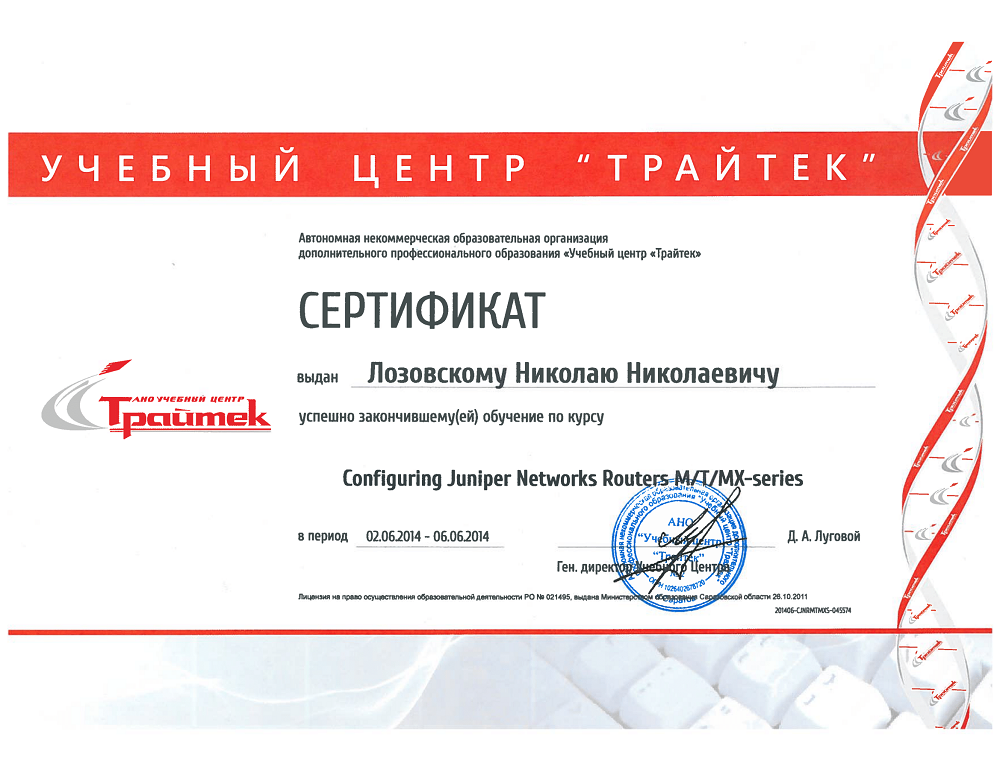 УЧЕБНЫЙ ЦЕНТР "ТРАЙТЕК"
Автономная некоммерческая образовательная организация
дополнительного профессионального образования «Учебный центр «Трайтек»
СЕРТИФИКАТ
выдан Лозовскому Николаю Николаевичу
АНО УЧЕБНЫЙ ЦЕНТР
Трайтек
успешно закончившему(ей) обучение по курсу
Configuring Juniper Networks Routers M/T/MX-series
в период 02.06.2014 - 06.06.2014
Д. А. Луговой
Ген. директор Учебного Центра
АНО
"Учебный центр
"Трайтек"
г. Саратов
Лицензия на право осуществления образовательной деятельности РО № 021495, выдана Министерством образования Саратовской области 26.10.2011
201406-CJNRMTMXS-045574